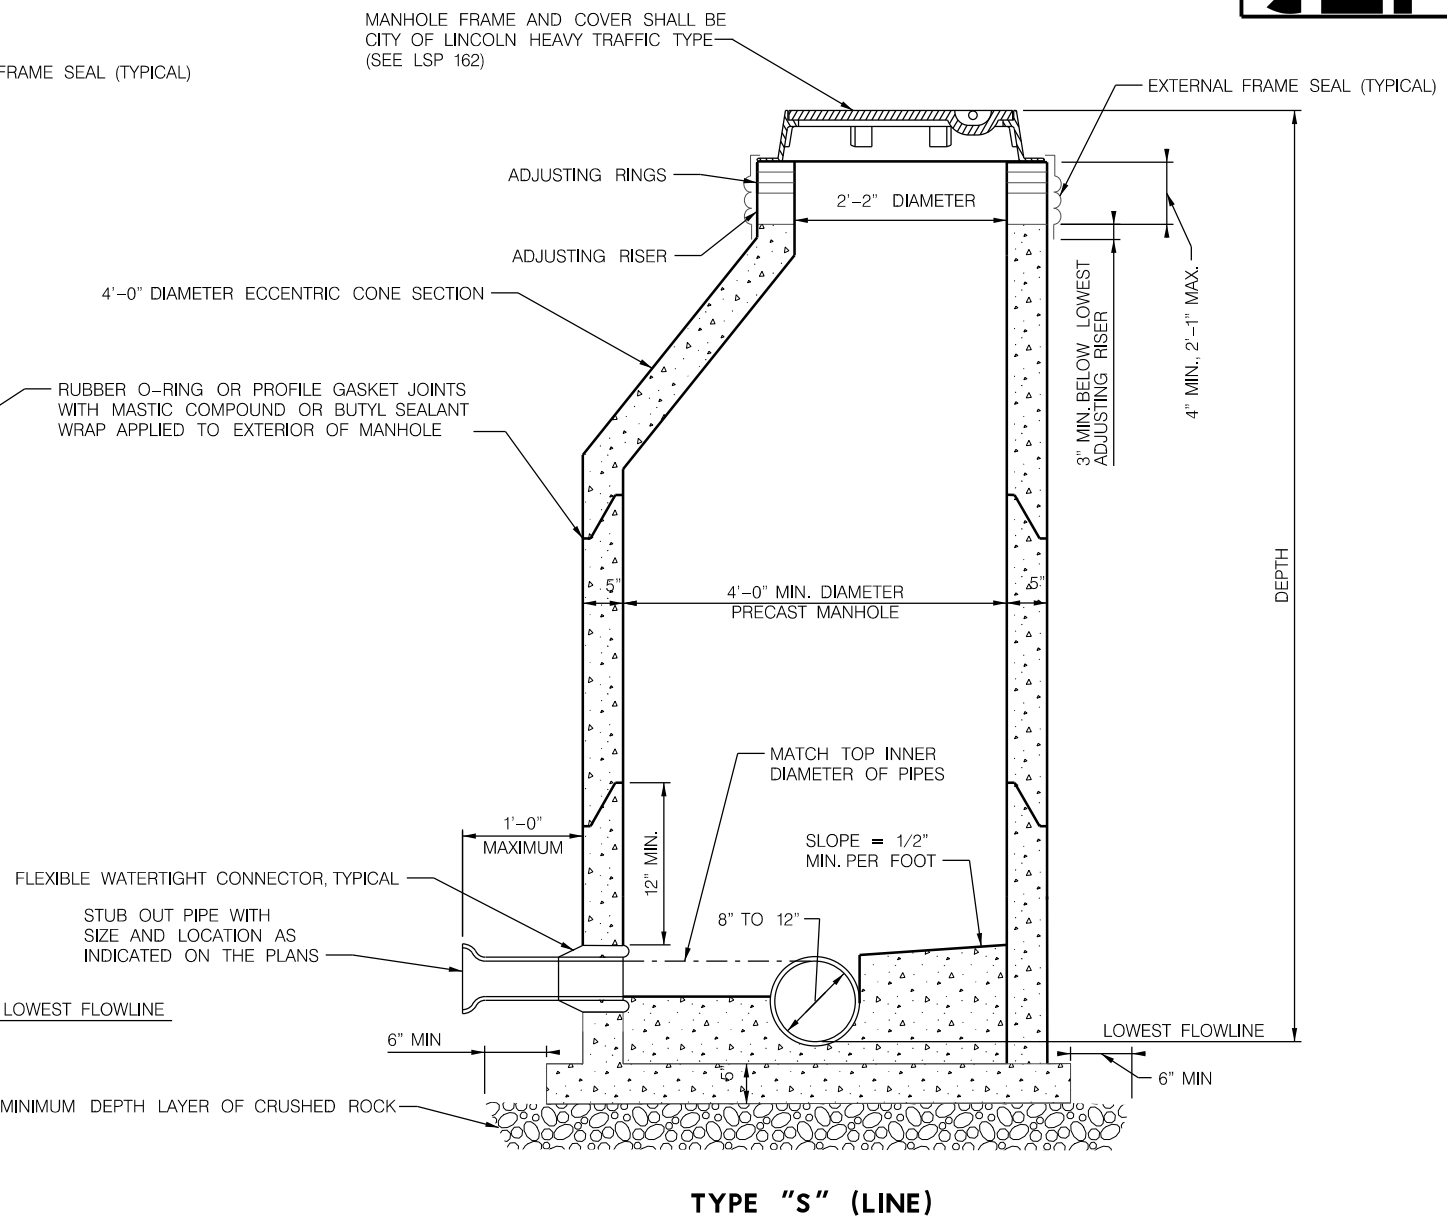 MANHOLE FRAME AND COVER SHALL BE
CITY OF LINCOLN HEAVY TRAFFIC TYPE
(SEE LSP 162)
FRAME SEAL (TYPICAL)
EXTERNAL FRAME SEAL (TYPICAL)
ADJUSTING RINGS
2'-2" DIAMETER
ADJUSTING RISER
4'-0" DIAMETER ECCENTRIC CONE SECTION
3" MIN. BELOW LOWEST
ADJUSTING RISER
4" MIN., 2'-1" MAX.
RUBBER O-RING OR PROFILE GASKET JOINTS
WITH MASTIC COMPOUND OR BUTYL SEALANT
WRAP APPLIED TO EXTERIOR OF MANHOLE
DEPTH
5"
4'-0" MIN. DIAMETER
PRECAST MANHOLE
5"
MATCH TOP INNER
DIAMETER OF PIPES
1'-0"
MAXIMUM
12" MIN.
SLOPE = 1/2"
MIN. PER FOOT
FLEXIBLE WATERTIGHT CONNECTOR, TYPICAL
STUB OUT PIPE WITH
SIZE AND LOCATION AS
INDICATED ON THE PLANS
8" TO 12"
LOWEST FLOWLINE
LOWEST FLOWLINE
6" MIN
5"
6" MIN
MINIMUM DEPTH LAYER OF CRUSHED ROCK
TYPE "S" (LINE)